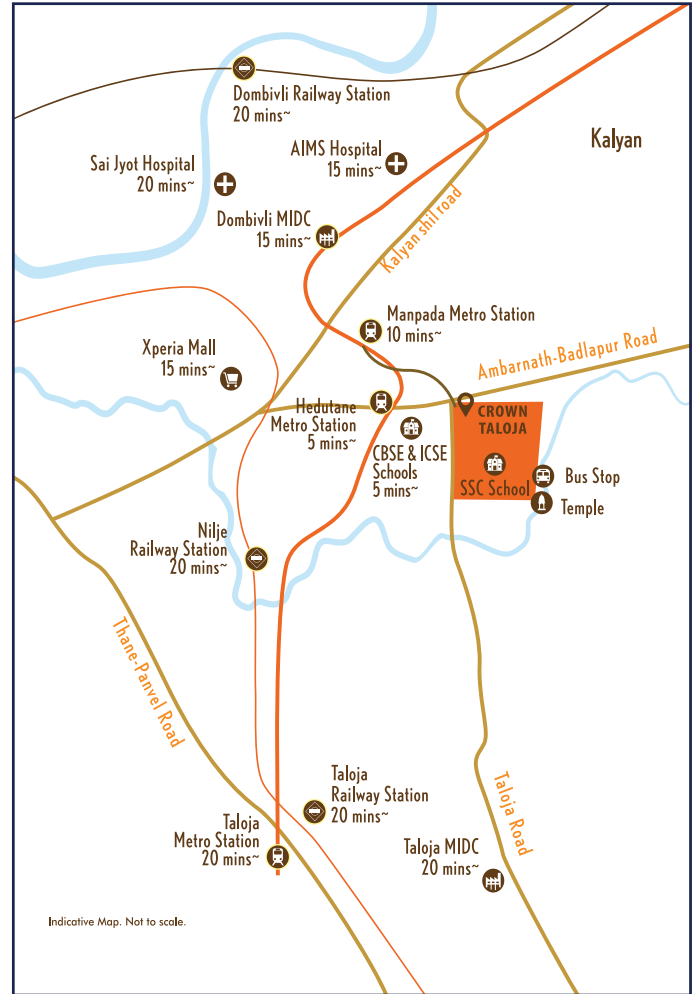 Dombivli Railway Station
20 mins~
Kalyan
AIMS Hospital
15 mins~
Sai Jyot Hospital
20 mins~
Dombivli MIDC
15 mins~
Kalyan shil road
Manpada Metro Station
10 mins~
Ambarnath-Badlapur Road
Xperia Mall
15 mins~
Hedutane
Metro Station
5 mins~
CROWN
TALOJA
CBSE & ICSE
Schools
5 mins~
SSC School
Bus Stop
Temple
Nilje
Railway Station
20 mins~
Thane-Panvel Road
Taloja
Railway Station
20 mins~
Taloja Road
Taloja
Metro Station
20 mins~
Taloja MIDC
20 mins~
Indicative Map. Not to scale.